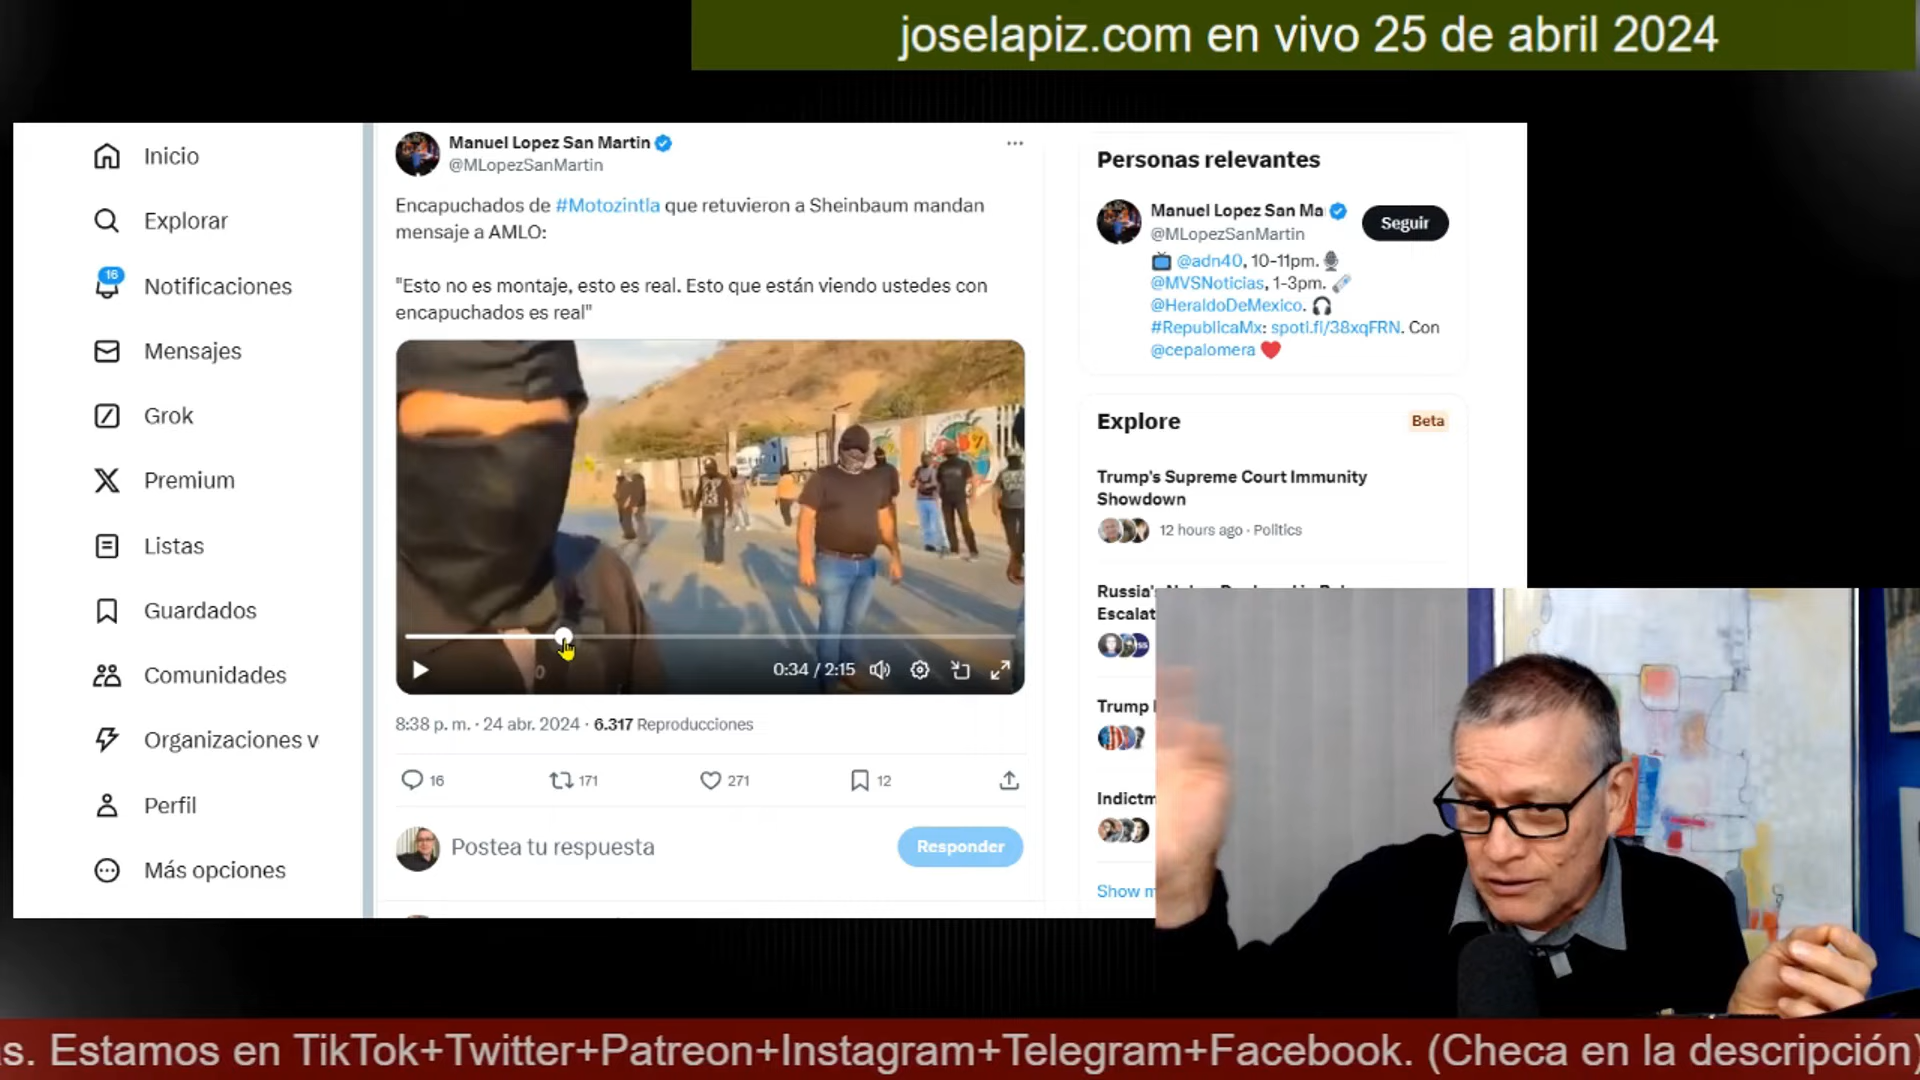 joselapiz.com en vivo 25 de abril 2024
Inicio
Explorar
16
Notificaciones
Mensajes
Grok
Premium
Listas
Guardados
Comunidades
Organizaciones v
Perfil
Más opciones
Manuel Lopez San Martin
@MLopezSanMartin
Encapuchados de #Motozintla que retuvieron a Sheinbaum mandan
mensaje a AMLO:
"Esto no es montaje, esto es real. Esto que están viendo ustedes con
encapuchados es real"
0:34 / 2:15
8:38 p. m. · 24 abr. 2024 · 6.317 Reproducciones
16 171 271 12
Postea tu respuesta
Responder
Personas relevantes
Manuel Lopez San Ma
@MLopezSanMartin
Seguir
@adn40, 10-11pm.
@MVSNoticias, 1-3pm.
@HeraldoDeMexico.
#RepublicaMx: spoti.fi/38xqFRN. Con
@cepalomera
Explore
Beta
Trump's Supreme Court Immunity
Showdown
12 hours ago · Politics
Russia's
Escalat
Trump
Indictm
Show m
s. Estamos en TikTok+Twitter+Patreon+Instagram+Telegram+Facebook. (Checa en la descripción)